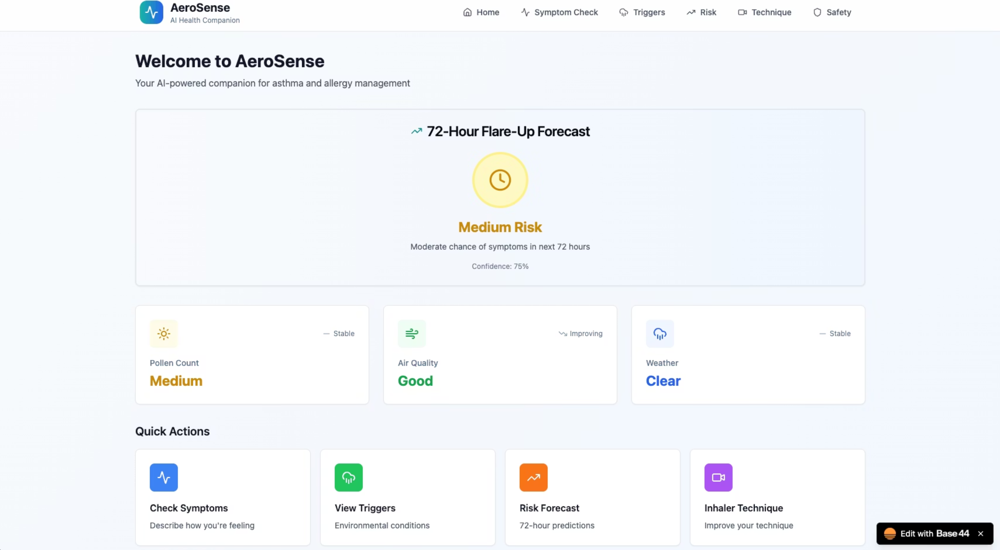 AeroSense
AI Health Companion
Home
Symptom Check
Triggers
Risk
Technique
Safety
Welcome to AeroSense
Your AI-powered companion for asthma and allergy management
72-Hour Flare-Up Forecast
Medium Risk
Moderate chance of symptoms in next 72 hours
Confidence: 75%
Stable
Pollen Count
Medium
Improving
Air Quality
Good
Stable
Weather
Clear
Quick Actions
Check Symptoms
Describe how you're feeling
View Triggers
Environmental conditions
Risk Forecast
72-hour predictions
Inhaler Technique
Improve your technique
Edit with Base44